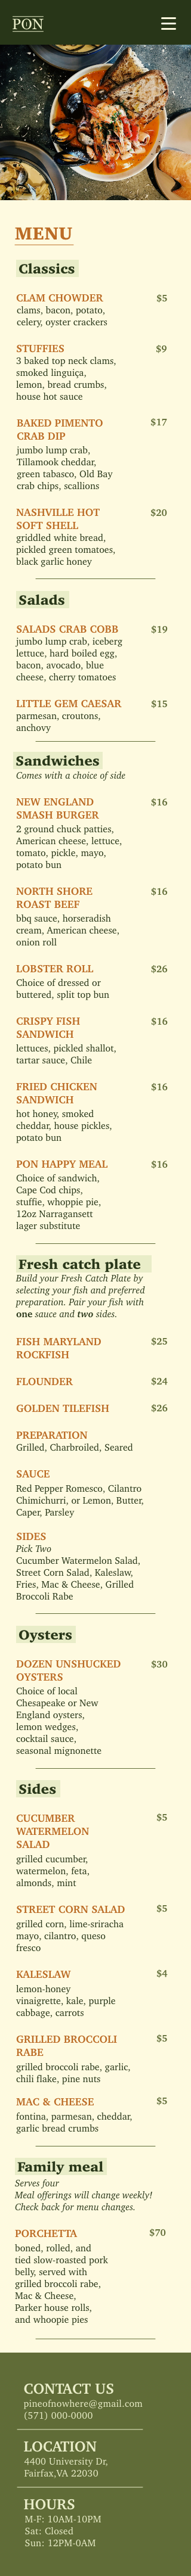 PON
MENU
Classics
CLAM CHOWDER $5
clams, bacon, potato,
celery, oyster crackers
STUFFIES $9
3 baked top neck clams,
smoked linguiça,
lemon, bread crumbs,
house hot sauce
BAKED PIMENTO $17
CRAB DIP
jumbo lump crab,
Tillamook cheddar,
green tabasco, Old Bay
crab chips, scallions
NASHVILLE HOT $20
SOFT SHELL
griddled white bread,
pickled green tomatoes,
black garlic honey
Salads
SALADS CRAB COBB $19
jumbo lump crab, iceberg
lettuce, hard boiled egg,
bacon, avocado, blue
cheese, cherry tomatoes
LITTLE GEM CAESAR $15
parmesan, croutons,
anchovy
Sandwiches
Comes with a choice of side
NEW ENGLAND $16
SMASH BURGER
2 ground chuck patties,
American cheese, lettuce,
tomato, pickle, mayo,
potato bun
NORTH SHORE $16
ROAST BEEF
bbq sauce, horseradish
cream, American cheese,
onion roll
LOBSTER ROLL $26
Choice of dressed or
buttered, split top bun
CRISPY FISH $16
SANDWICH
lettuces, pickled shallot,
tartar sauce, Chile
FRIED CHICKEN $16
SANDWICH
hot honey, smoked
cheddar, house pickles,
potato bun
PON HAPPY MEAL $16
Choice of sandwich,
Cape Cod chips,
stuffie, whoopie pie,
12oz Narragansett
lager substitute
Fresh catch plate
Build your Fresh Catch Plate by
selecting your fish and preferred
preparation. Pair your fish with
one sauce and two sides.
FISH MARYLAND $25
ROCKFISH
FLOUNDER $24
GOLDEN TILEFISH $26
PREPARATION
Grilled, Charbroiled, Seared
SAUCE
Red Pepper Romesco, Cilantro
Chimichurri, or Lemon, Butter,
Caper, Parsley
SIDES
Pick Two
Cucumber Watermelon Salad,
Street Corn Salad, Kaleslaw,
Fries, Mac & Cheese, Grilled
Broccoli Rabe
Oysters
DOZEN UNSHUCKED $30
OYSTERS
Choice of local
Chesapeake or New
England oysters,
lemon wedges,
cocktail sauce,
seasonal mignonette
Sides
CUCUMBER $5
WATERMELON
SALAD
grilled cucumber,
watermelon, feta,
almonds, mint
STREET CORN SALAD $5
grilled corn, lime-sriracha
mayo, cilantro, queso
fresco
KALESLAW $4
lemon-honey
vinaigrette, kale, purple
cabbage, carrots
GRILLED BROCCOLI $5
RABE
grilled broccoli rabe, garlic,
chili flake, pine nuts
MAC & CHEESE $5
fontina, parmesan, cheddar,
garlic bread crumbs
Family meal
Serves four
Meal offerings will change weekly!
Check back for menu changes.
PORCHETTA $70
boned, rolled, and
tied slow-roasted pork
belly, served with
grilled broccoli rabe,
Mac & Cheese,
Parker house rolls,
and whoopie pies
CONTACT US
pineofnowhere@gmail.com
(571) 000-0000
LOCATION
4400 University Dr,
Fairfax,VA 22030
HOURS
M-F: 10AM-10PM
Sat: Closed
Sun: 12PM-0AM